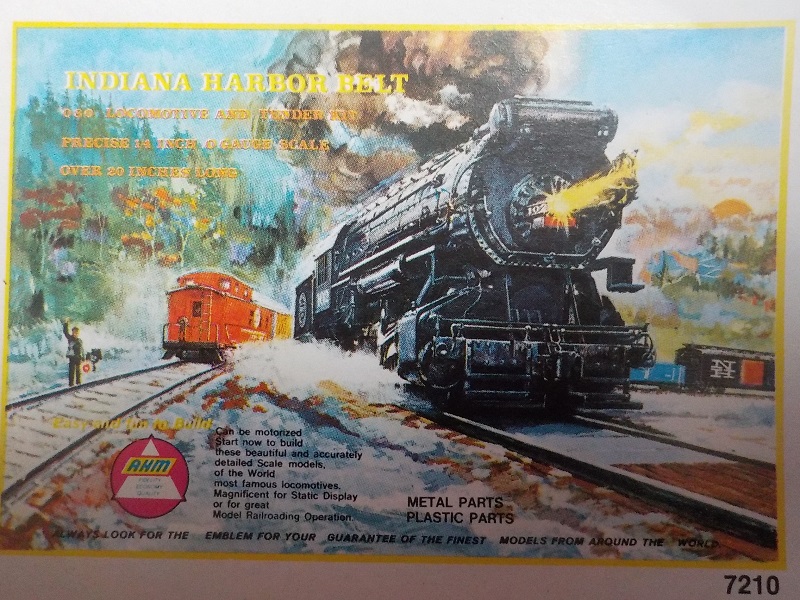 INDIANA HARBOR BELT
0-8-0 LOCOMOTIVE AND TENDER KIT
PRECISE 1/4 INCH O GAUGE SCALE
OVER 20 INCHES LONG
Easy and fun to Build
Can be motorized
Start now to build
these beautiful and accurately
detailed Scale models,
of the World
most famous locomotives.
Magnificent for Static Display
or for great
Model Railroading Operation.
AHM
FIDELITY
ECONOMY
QUALITY
METAL PARTS
PLASTIC PARTS
ALWAYS LOOK FOR THE EMBLEM FOR YOUR GUARANTEE OF THE FINEST MODELS FROM AROUND THE WORLD
7210